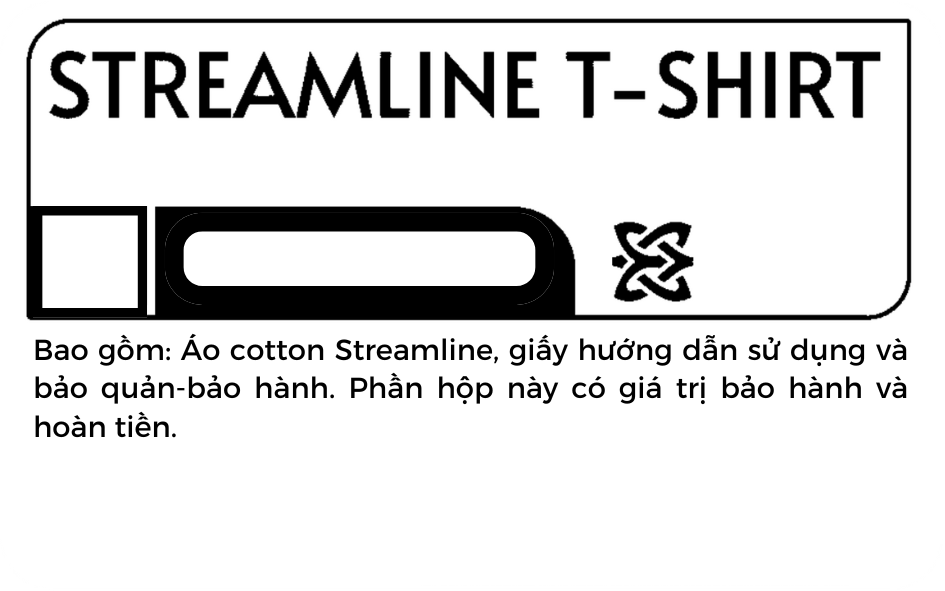 STREAMLINE T-SHIRT
Bao gồm: Áo cotton Streamline, giấy hướng dẫn sử dụng và
bảo quản-bảo hành. Phần hộp này có giá trị bảo hành và
hoàn tiền.